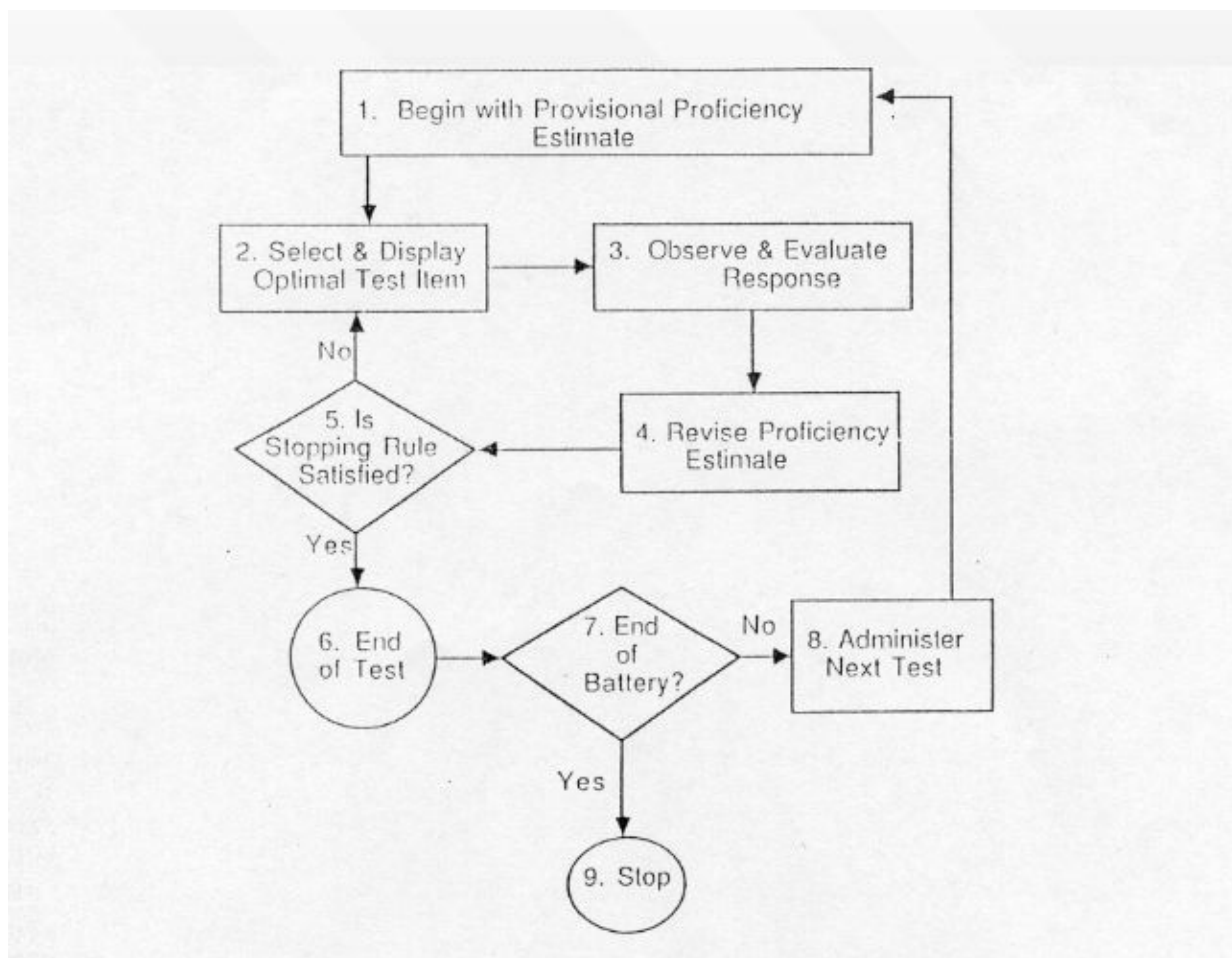 1. Begin with Provisional Proficiency
Estimate
2. Select & Display
Optimal Test Item
3. Observe & Evaluate
Response
No
5. Is
Stopping Rule
Satisfied?
4. Revise Proficiency
Estimate
Yes
6. End
of Test
7. End
of
Battery?
No
8. Administer
Next Test
Yes
9. Stop